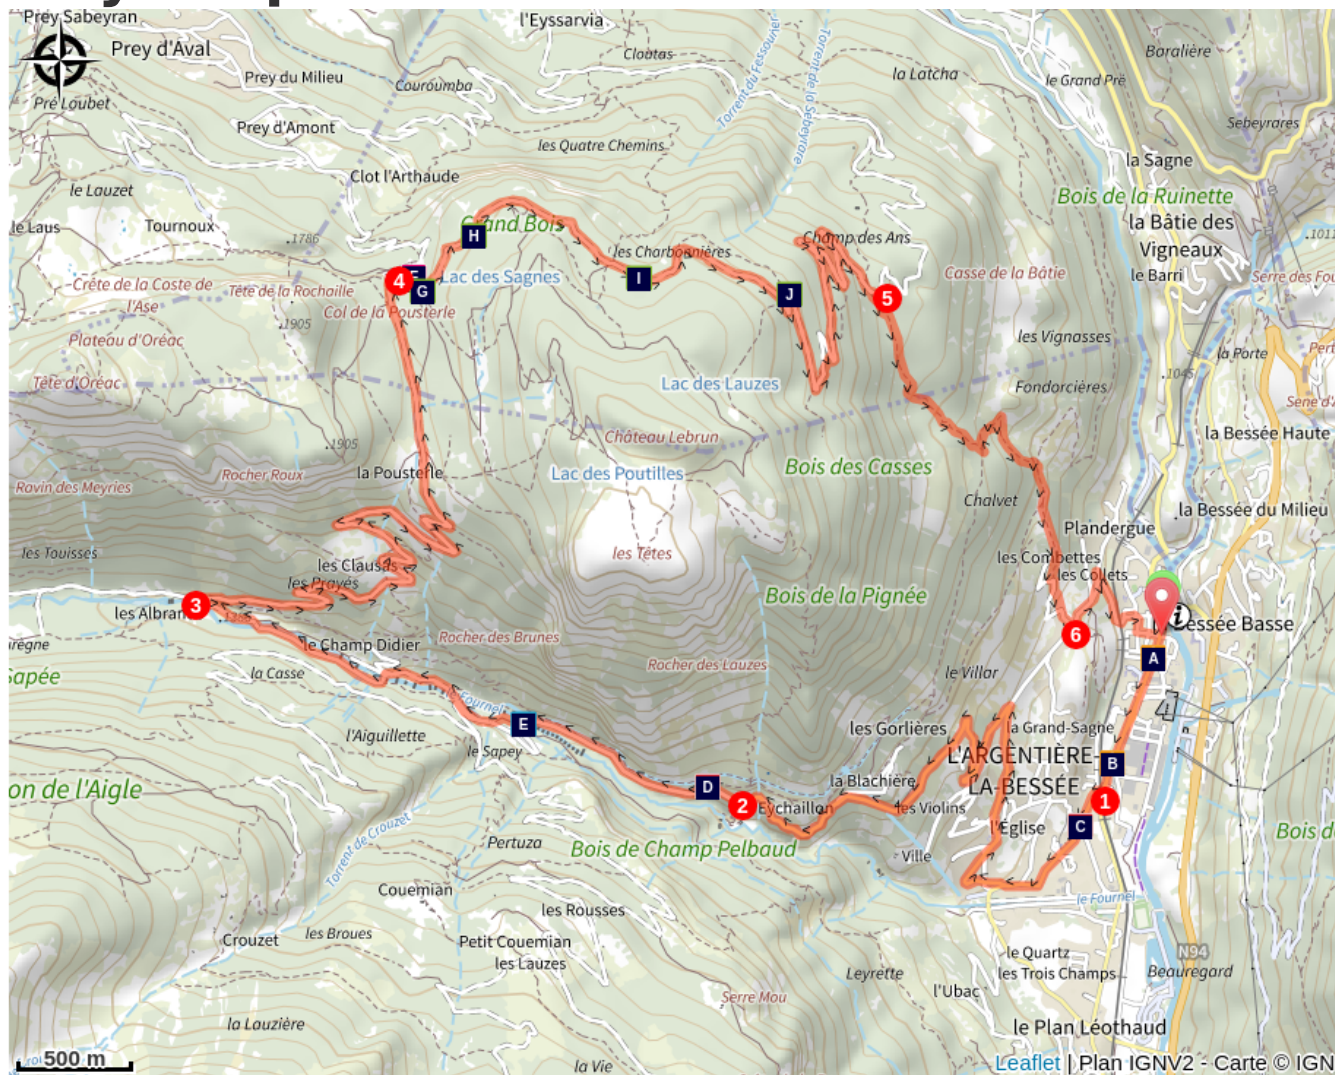 Prey Sabeyran
l'Eyssarvia
Prey d'Aval
Cloutas
Baralière
Prey du Milieu
Couroumba
la Latcha
le Grand Pré
Pré Loubet
Torrent du Fessourier
Torrent de la Sebeyrare
Prey d'Amont
Sebeyrares
les Quatre Chemins
la Sagne
Clot l'Arthaude
le Lauzet
Bois de la Ruinette
le Laus
Tournoux
la Bâtie des
Vigneaux
.1786
H
Grand Bois
Champ des Ans
les Charbonnières
.1011
Crête de la Coste de
l'Ase
Tête de la Rochaille
4
G
Lac des Sagnes
I
J
5
Casse de la Bâtie
le Barri
Serre des Fou
Col de la Pousterle
.1905
Plateau d'Oréac
les Vignasses
la Porte
Pert
Tête d'Oréac
Lac des Lauzes
Fondorcières
.1045
Sene d'
.1905
Château Lebrun
la Bessée Haute
la Pousterle
Rocher Roux
Lac des Poutilles
Bois des Casses
Ravin des Meyries
Chalvet
la Bessée du Milieu
Plandergue
les Touisses
les Clausas
les Têtes
les Combettes
les Collets
les Prayés
Bois de la Pignée
les Albran
3
i
Bessée Basse
6
le Champ Didier
Rocher des Brunes
Rocher des Lauzes
A
la Casse
le Villar
Fournel
E
l'Aiguillette
le Sapey
les Gorlières
la Grand-Sagne
L'ARGENTIÈRE-
LA-BESSÉE
B
on de l'Aigle
D
2
Eychaillon
la Blachière
les Violins
1
C
l'Église
Torrent de Crouzet
Pertuza
Bois de Champ Pelbaud
Ville
Bois d
Couemian
le Fournel
les Rousses
Crouzet
les Broues
Petit Couemian
les Lauzes
le Quartz
les Trois Champs
N94
Beauregard
Leyrette
l'Ubac
Serre Mou
la Lauzière
le Plan Léothaud
500 m
la Vie
Leaflet | Plan IGNV2 - Carte © IGN